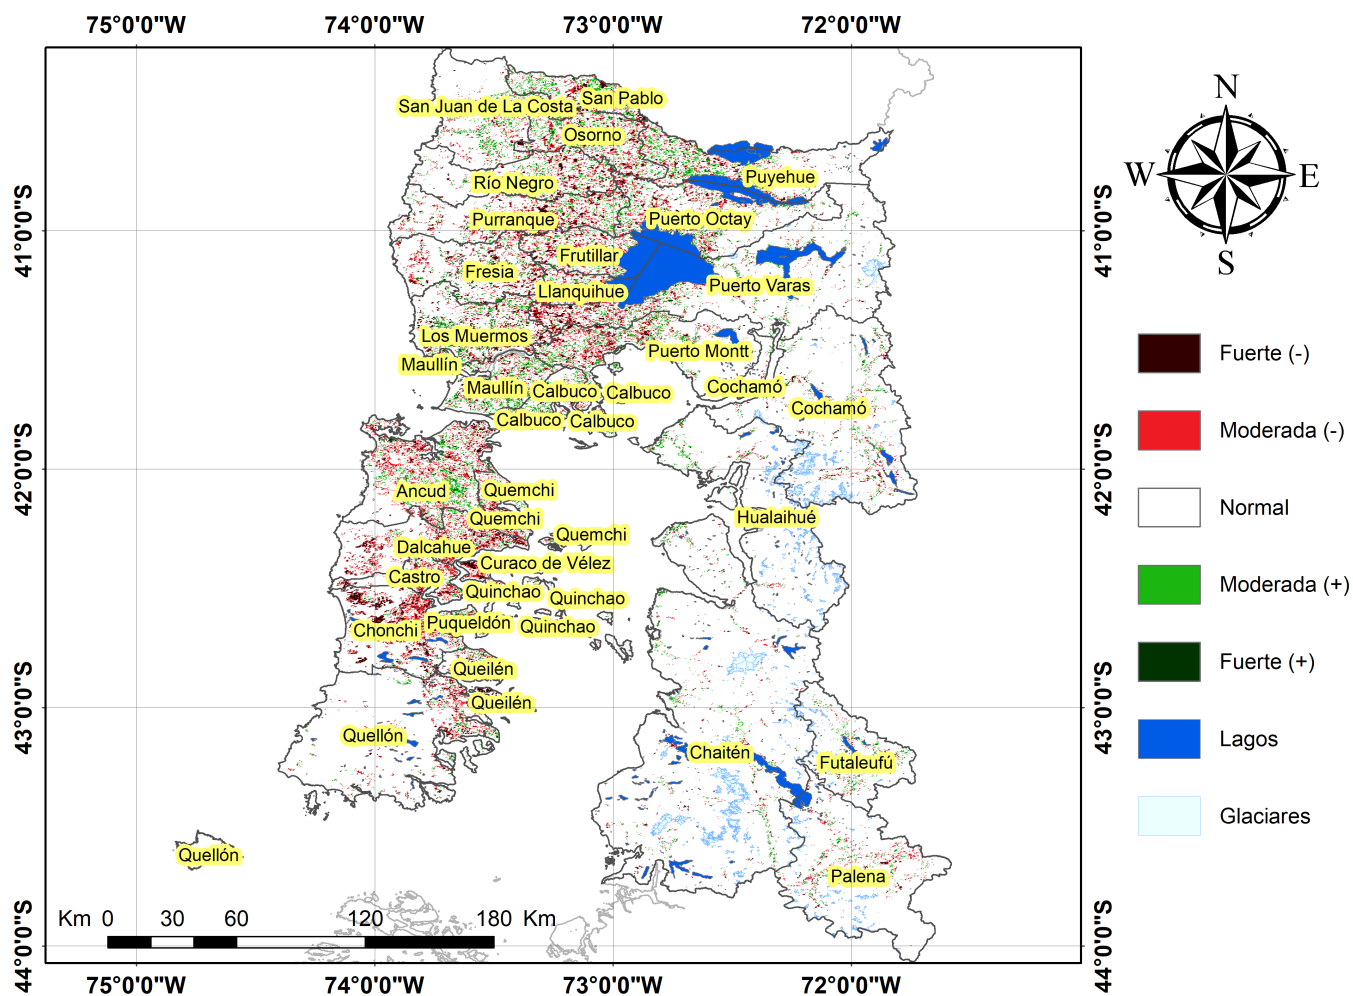 75°0'0"W 74°0'0"W 73°0'0"W 72°0'0"W
N
W E
S
41°0'0"S 41°0'0"S
42°0'0"S 42°0'0"S
43°0'0"S 43°0'0"S
44°0'0"S 44°0'0"S
San Pablo
San Juan de La Costa
Osorno
Puyehue
Río Negro
Purranque
Puerto Octay
Frutillar
Fresia
Puerto Varas
Llanquihue
Los Muermos
Puerto Montt
Maullín
Maullín
Calbuco
Calbuco
Cochamó
Cochamó
Calbuco
Calbuco
Ancud
Quemchi
Quemchi
Hualaihué
Quemchi
Dalcahue
Curaco de Vélez
Castro
Quinchao
Quinchao
Puqueldón
Quinchao
Chonchi
Queilén
Queilén
Quellón
Chaitén
Futaleufú
Quellón
Palena
Fuerte (-)
Moderada (-)
Normal
Moderada (+)
Fuerte (+)
Lagos
Glaciares
Km 0 30 60 120 180 Km
75°0'0"W 74°0'0"W 73°0'0"W 72°0'0"W